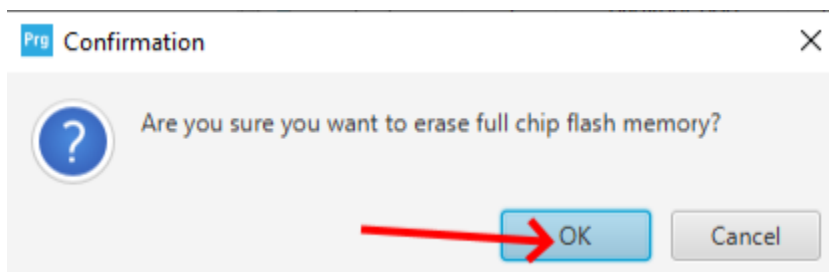 Prg Confirmation
Are you sure you want to erase full chip flash memory?
OK Cancel